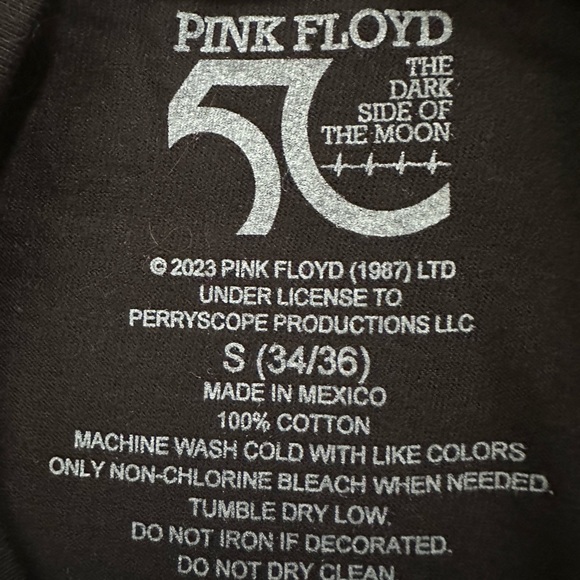 PINK FLOYD
50
THE
DARK
SIDE OF
THE MOON
© 2023 PINK FLOYD (1987) LTD
UNDER LICENSE TO
PERRYSCOPE PRODUCTIONS LLC
S (34/36)
MADE IN MEXICO
100% COTTON
MACHINE WASH COLD WITH LIKE COLORS
ONLY NON-CHLORINE BLEACH WHEN NEEDED.
TUMBLE DRY LOW.
DO NOT IRON IF DECORATED.
DO NOT DRY CLEAN